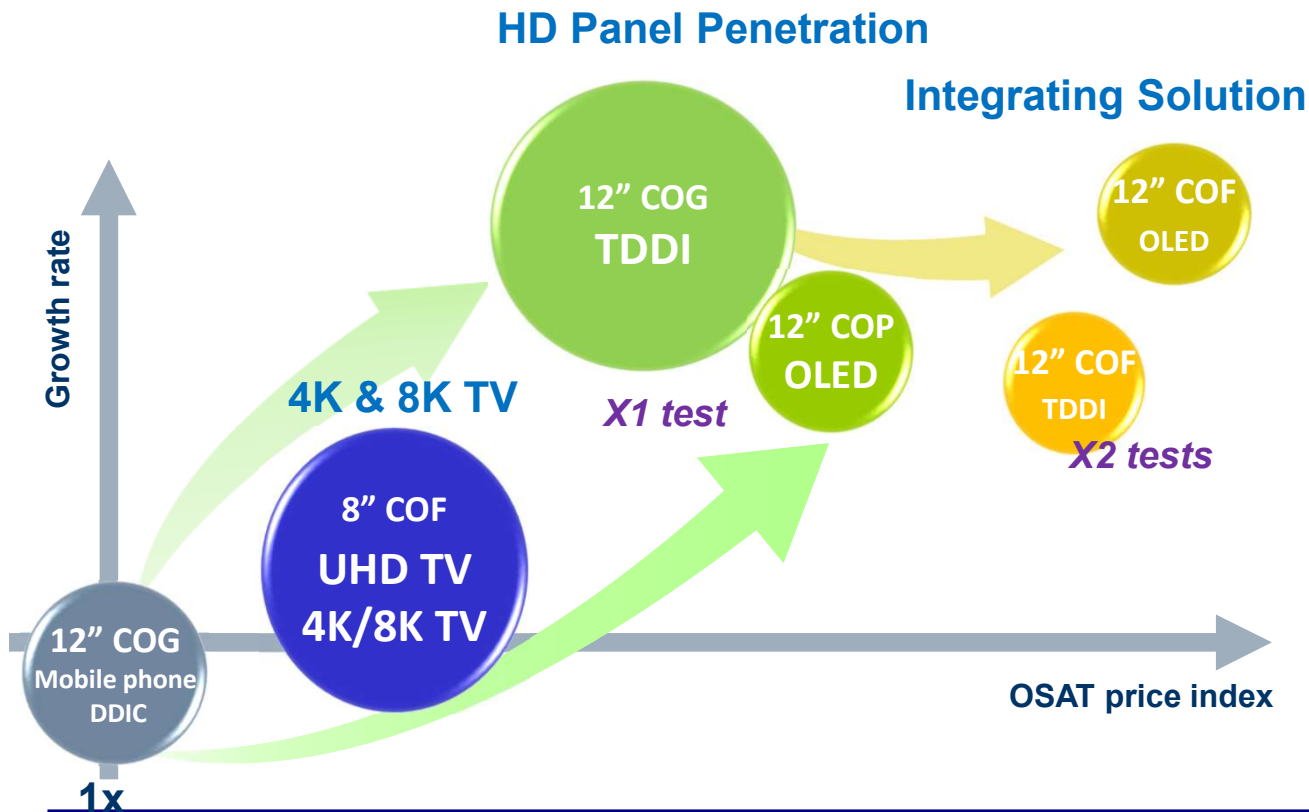 HD Panel Penetration
Integrating Solution
12” COG
TDDI
12” COF
OLED
Growth rate
12” COP
OLED
12” COF
TDDI
4K & 8K TV
X1 test
X2 tests
8” COF
UHD TV
4K/8K TV
12” COG
Mobile phone
DDIC
OSAT price index
1x